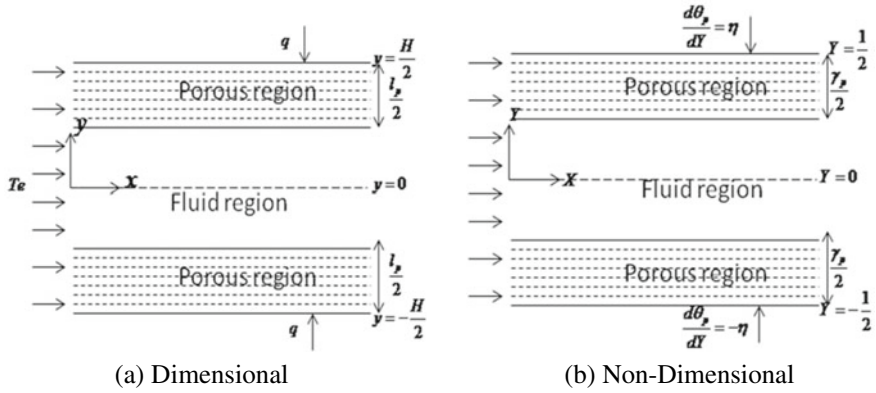 q
y = H/2
Porous region
l_p/2
y
Te
x
y = 0
Fluid region
Porous region
l_p/2
q
y = -H/2
(a) Dimensional
dθ_p/dY = η
Y = 1/2
Porous region
γ_p/2
Y
X
Y = 0
Fluid region
Porous region
γ_p/2
dθ_p/dY = -η
Y = -1/2
(b) Non-Dimensional